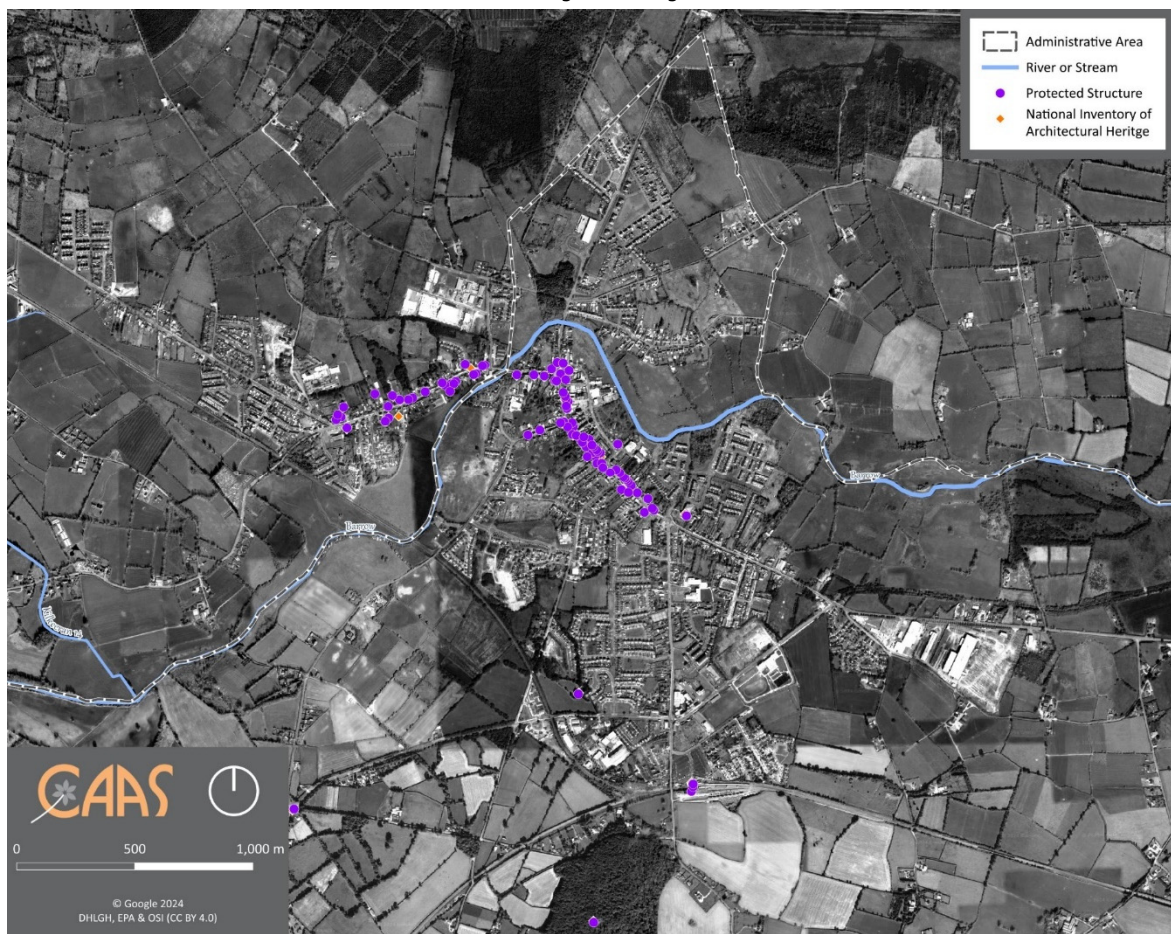 Administrative Area
River or Stream
Protected Structure
National Inventory of
Architectural Heritge
Barrow
Barrow
CAAS
0 500 1,000 m
© Google 2024
DHLGH, EPA & OSI (CC BY 4.0)